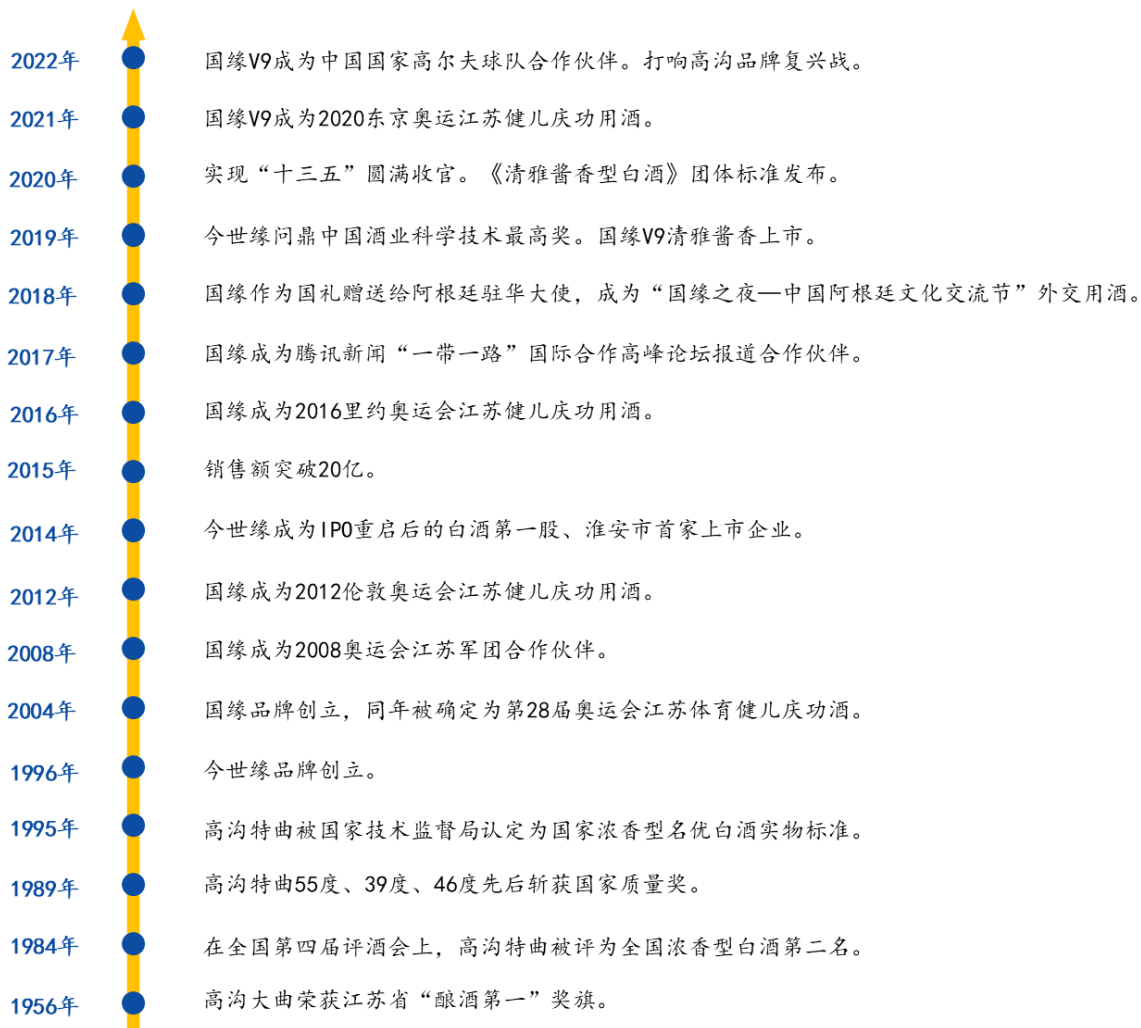 2022年 国缘V9成为中国国家高尔夫球队合作伙伴。打响高沟品牌复兴战。
2021年 国缘V9成为2020东京奥运江苏健儿庆功用酒。
2020年 实现“十三五”圆满收官。《清雅酱香型白酒》团体标准发布。
2019年 今世缘问鼎中国酒业科学技术最高奖。国缘V9清雅酱香上市。
2018年 国缘作为国礼赠送给阿根廷驻华大使，成为“国缘之夜—中国阿根廷文化交流节”外交用酒。
2017年 国缘成为腾讯新闻“一带一路”国际合作高峰论坛报道合作伙伴。
2016年 国缘成为2016里约奥运会江苏健儿庆功用酒。
2015年 销售额突破20亿。
2014年 今世缘成为IPO重启后的白酒第一股、淮安市首家上市企业。
2012年 国缘成为2012伦敦奥运会江苏健儿庆功用酒。
2008年 国缘成为2008奥运会江苏军团合作伙伴。
2004年 国缘品牌创立，同年被确定为第28届奥运会江苏体育健儿庆功酒。
1996年 今世缘品牌创立。
1995年 高沟特曲被国家技术监督局认定为国家浓香型名优白酒实物标准。
1989年 高沟特曲55度、39度、46度先后斩获国家质量奖。
1984年 在全国第四届评酒会上，高沟特曲被评为全国浓香型白酒第二名。
1956年 高沟大曲荣获江苏省“酿酒第一”奖旗。